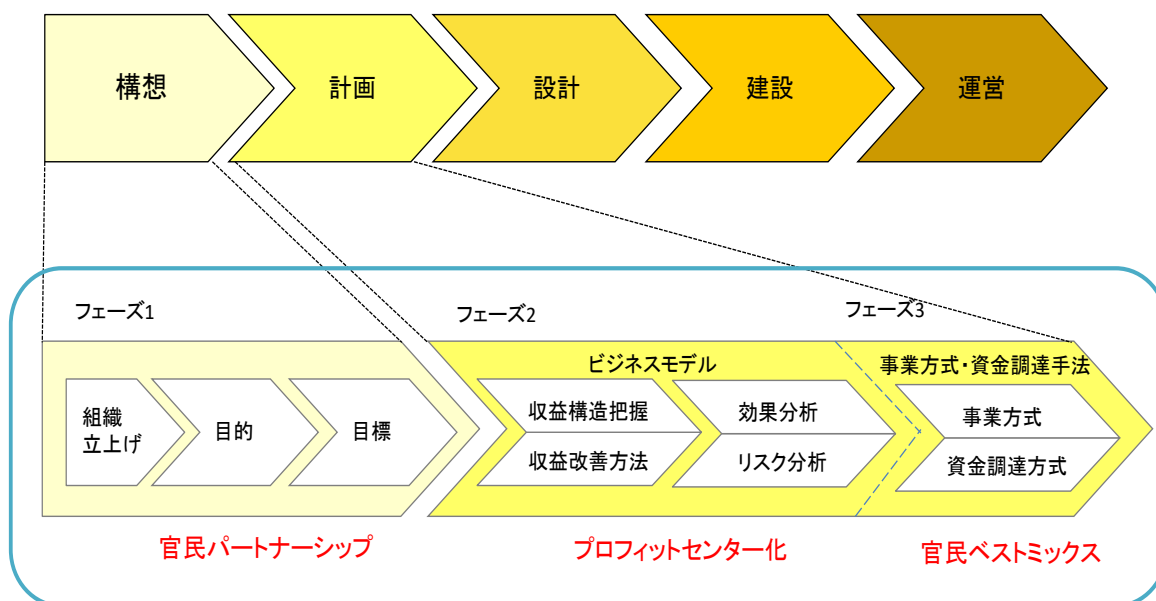 構想
計画
設計
建設
運営
フェーズ1
フェーズ2
フェーズ3
ビジネスモデル
事業方式・資金調達手法
組織
立上げ
目的
目標
収益構造把握
収益改善方法
効果分析
リスク分析
事業方式
資金調達方式
官民パートナーシップ
プロフィットセンター化
官民ベストミックス